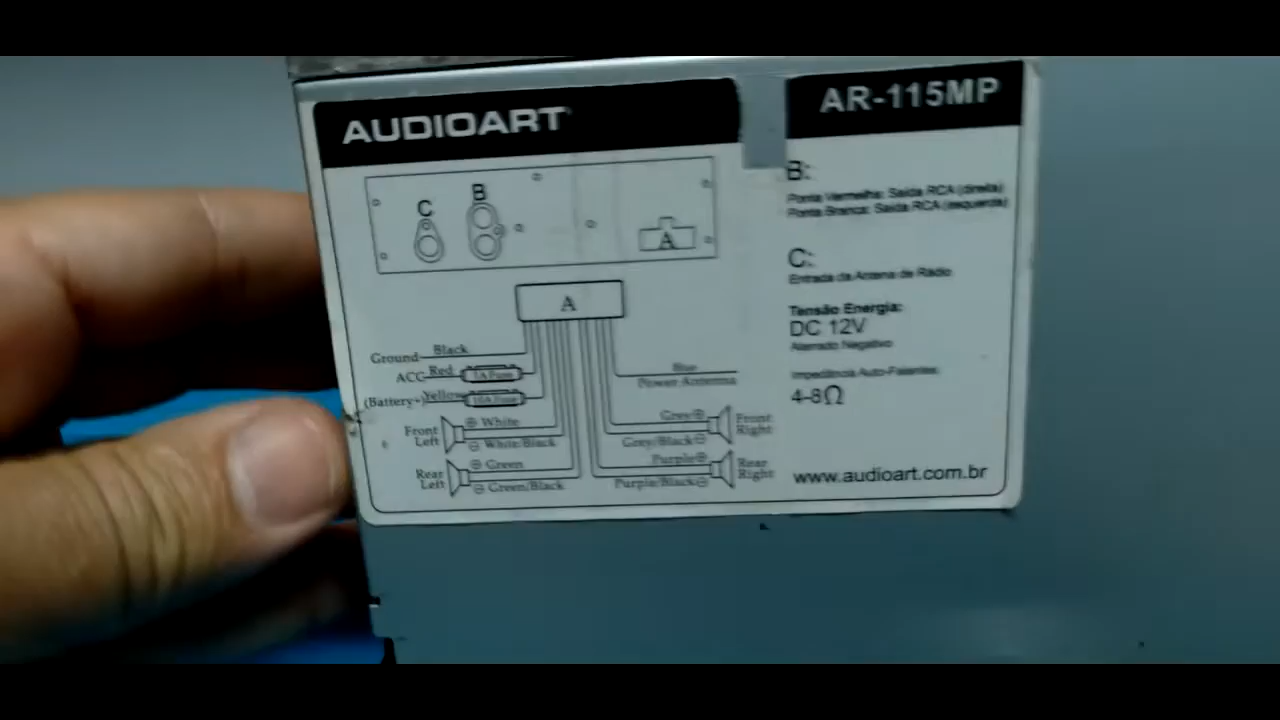 AUDIOART
AR-115MP
C
B
A
A
Ground Black
ACC Red 1A Fuse
(Battery+) Yellow 10A Fuse
Front Left
⊕ White
⊖ White/Black
Rear Left
⊕ Green
⊖ Green/Black
Blue
Power Antenna
Grey⊕
Grey/Black⊖
Front Right
Purple⊕
Purple/Black⊖
Rear Right
B:
Ponta Vermelha: Saída RCA (direita)
Ponta Branca: Saída RCA (esquerda)
C:
Entrada da Antena de Rádio
Tensão Energia:
DC 12V
Aterrado Negativo
Impedância Auto-Falantes:
4-8Ω
www.audioart.com.br